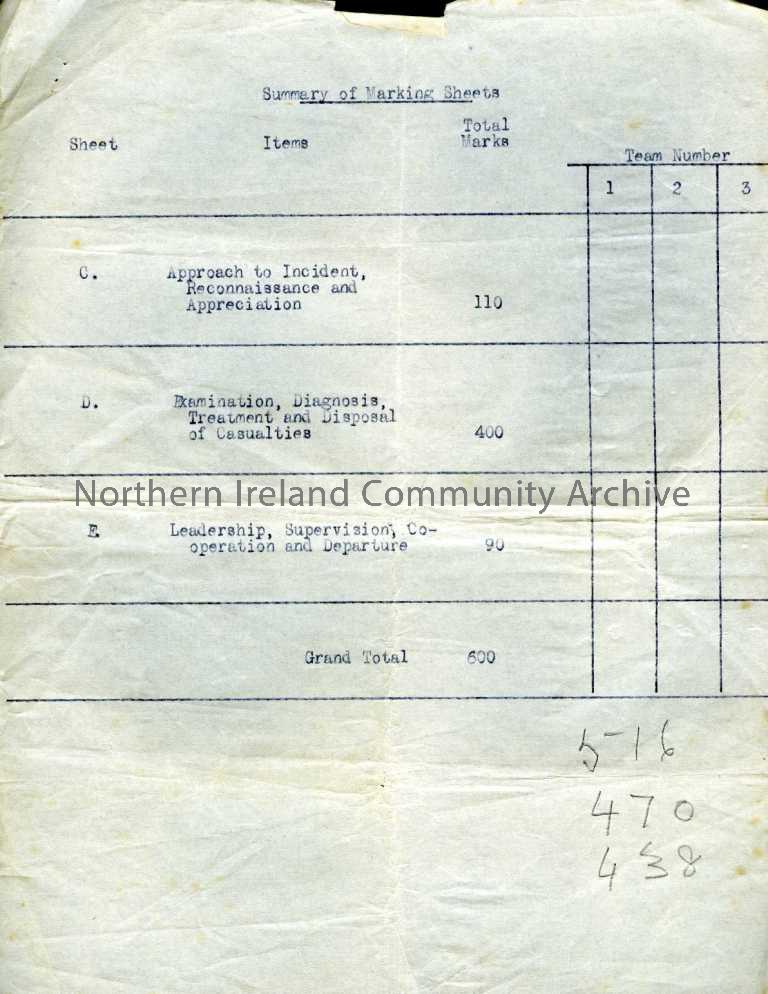 Summary of Marking Sheets
Sheet Items Total Marks
Team Number
1 2 3
C. Approach to Incident,
Reconnaissance and
Appreciation 110
D. Examination, Diagnosis,
Treatment and Disposal
of Casualties 400
Northern Ireland Community Archive
E. Leadership, Supervision, Co-
operation and Departure 90
Grand Total 600
516
470
438